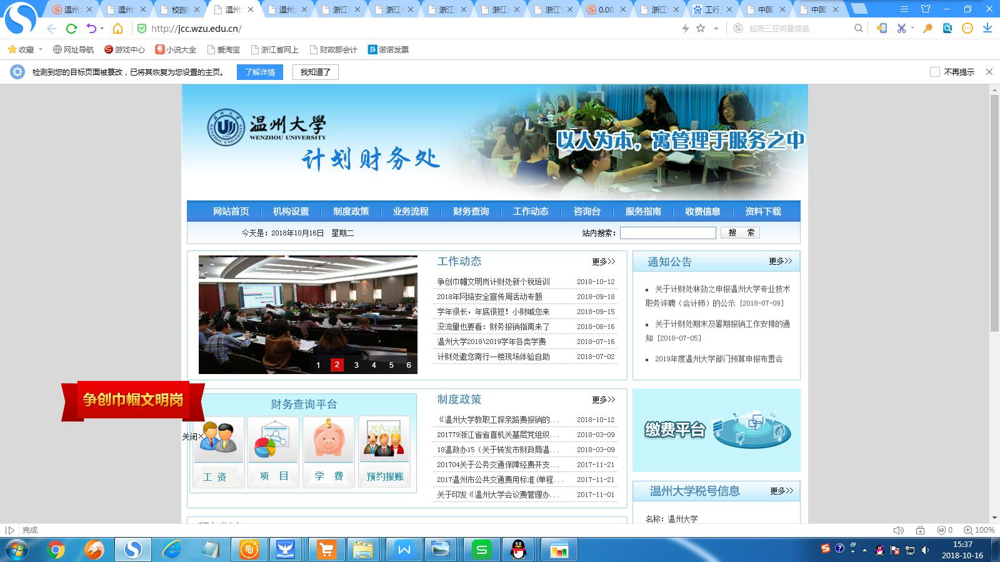 温州 温州 校园 温州 温州 浙江 浙江 浙江 浙江 浙江 0.00 浙江 工行 中国 中国
http://jcc.wzu.edu.cn/
起底三亚明星楼盘
收藏 网址导航 游戏中心 小说大全 爱淘宝 浙江省网上 财政部会计 诺诺发票
检测到您的目标页面被篡改，已将其恢复为您设置的主页。 了解详情 我知道了 不再提示
温州大學
WENZHOU UNIVERSITY
计划财务处
以人为本，寓管理于服务之中
网站首页 机构设置 制度政策 业务流程 财务查询 工作动态 咨询台 服务指南 收费信息 资料下载
今天是：2018年10月16日 星期二 站内搜索： 搜 索
1 2 3 4 5 6
工作动态 更多>>
争创巾帼文明岗计财处新个税培训 2018-10-12
2018年网络安全宣传周活动专题 2018-09-18
学年很长，年底很短！小财喊您来 2018-09-15
没流量也要看：财务报销指南来了 2018-08-16
温州大学2018\2019学年各类学费 2018-07-16
计财处邀您南行一楼现场体验自助 2018-07-02
通知公告 更多>>
关于计财处林劲之申报温州大学专业技术
职务评聘（会计师）的公示 [2018-07-09]
关于计财处期末及暑期报销工作安排的通
知 [2018-07-05]
2019年度温州大学部门预算申报布置会
争创巾帼文明岗
关闭×
财务查询平台
工 资 项 目 学 费 预约报账
制度政策 更多>>
《温州大学教职工探亲路费报销的... 2018-10-12
201779浙江省省直机关基层党组织... 2018-03-09
18温政办15（关于转发市财政局温... 2018-03-09
201704关于公务交通保障经费开支... 2017-11-21
2017温州市公共交通费用标准(单程... 2017-11-21
关于印发《温州大学会议费管理办... 2017-11-01
缴费平台
温州大学税号信息 更多>>
名称：温州大学
完成 0 100%
15:37
2018-10-16